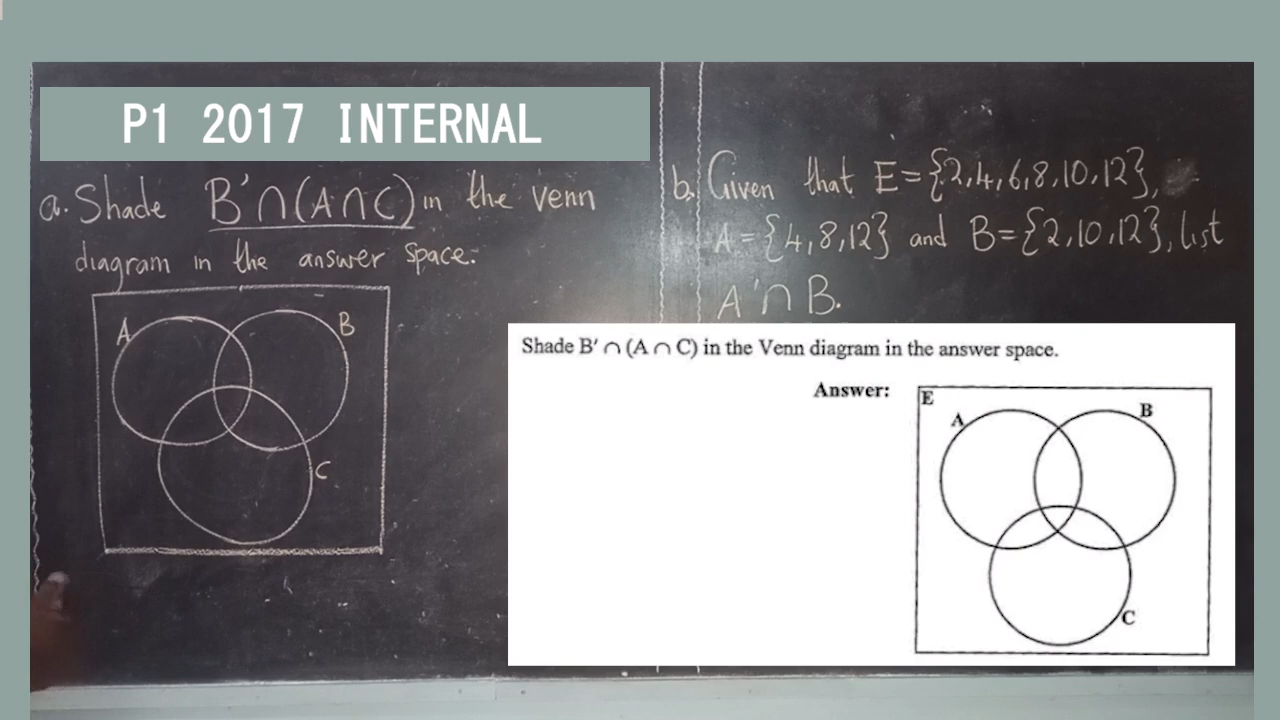 P1 2017 INTERNAL
a. Shade B'∩(A∩C) in the venn
diagram in the answer space.
A
B
C
b. Given that E={2,4,6,8,10,12},
A={4,8,12} and B={2,10,12}, list
A'∩B.
Shade B′ ∩ (A ∩ C) in the Venn diagram in the answer space.
Answer:
E
A
B
C